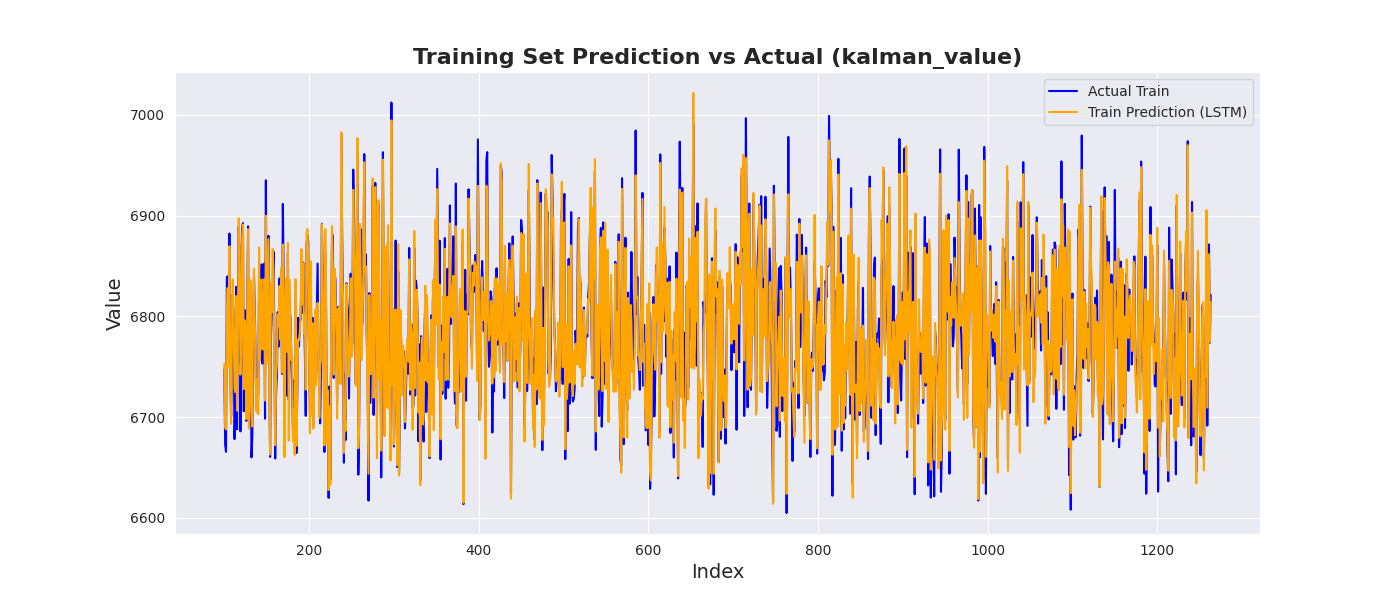 Training Set Prediction vs Actual (kalman_value)
Actual Train
Train Prediction (LSTM)
7000
6900
6800
6700
6600
Value
200
400
600
800
1000
1200
Index